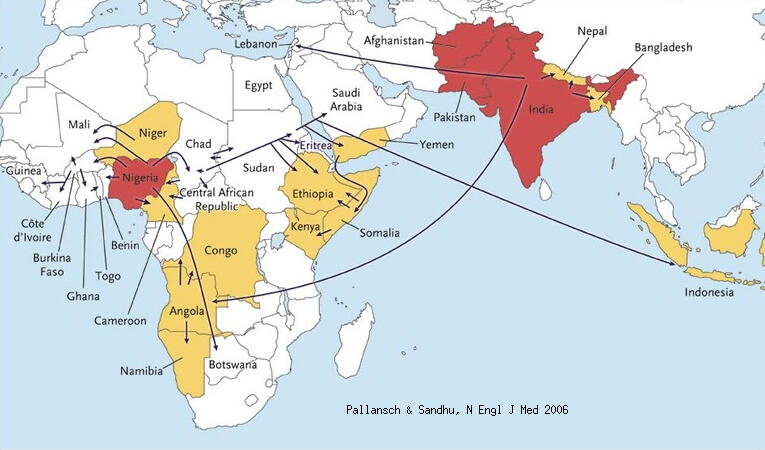 Lebanon
Afghanistan
Nepal
Bangladesh
Egypt
Saudi
Arabia
Pakistan
India
Mali
Niger
Chad
Eritrea
Yemen
Guinea
Nigeria
Sudan
Central African
Republic
Ethiopia
Côte
d'Ivoire
Burkina
Faso
Ghana
Togo
Benin
Cameroon
Congo
Kenya
Somalia
Indonesia
Angola
Namibia
Botswana
Pallansch & Sandhu, N Engl J Med 2006